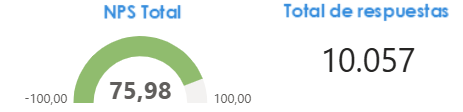 NPS Total
75,98
-100,00
100,00
Total de respuestas
10.057